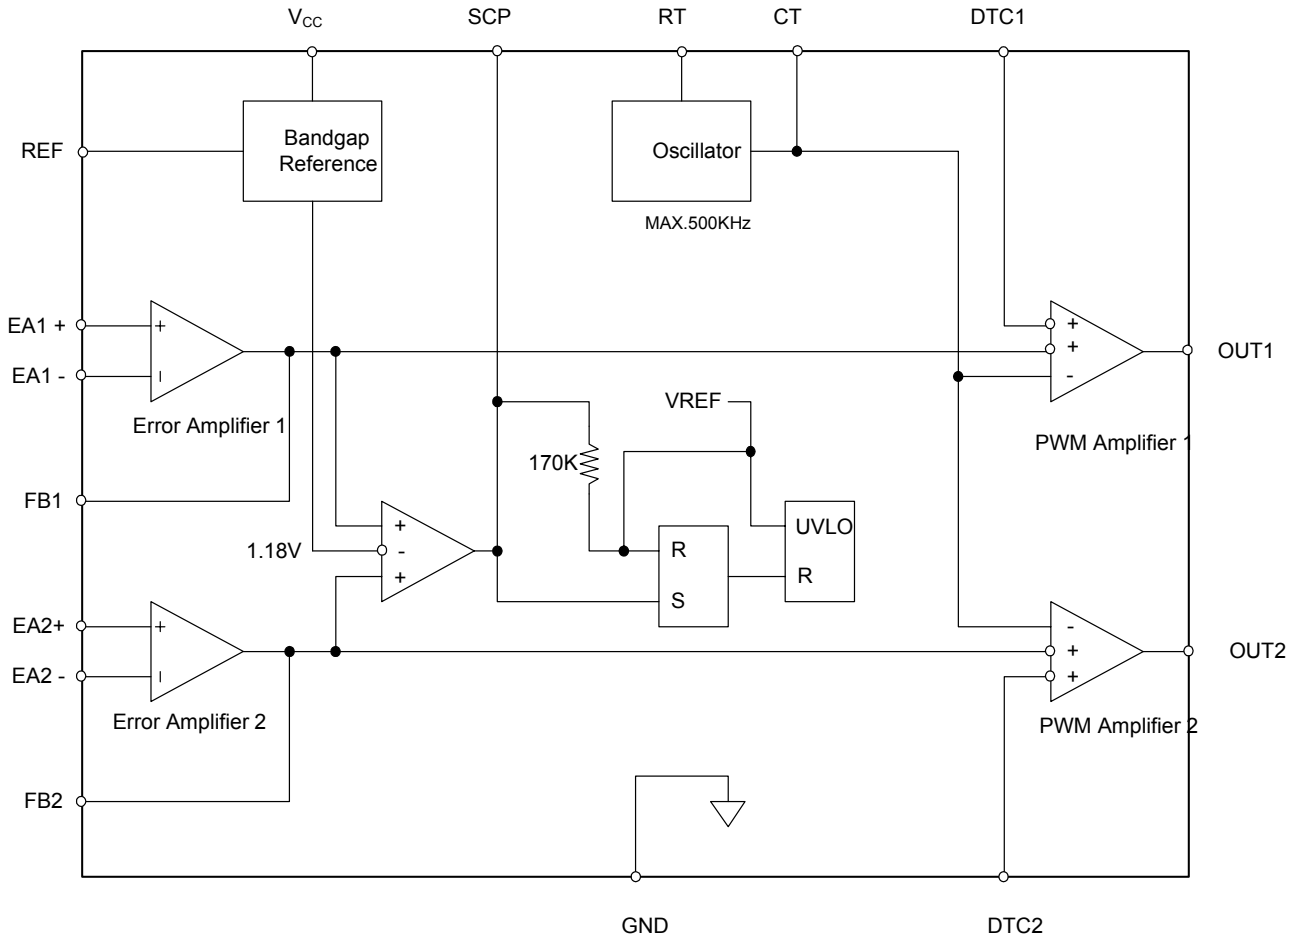 VCC
SCP
RT
CT
DTC1
Bandgap
Reference
REF
Oscillator
MAX.500KHz
EA1 +
+
+
+
OUT1
EA1 -
-
-
Error Amplifier 1
VREF
PWM Amplifier 1
170K
FB1
+
UVLO
1.18V
-
R
+
R
S
EA2+
+
-
+
OUT2
EA2 -
-
+
Error Amplifier 2
PWM Amplifier 2
FB2
GND
DTC2